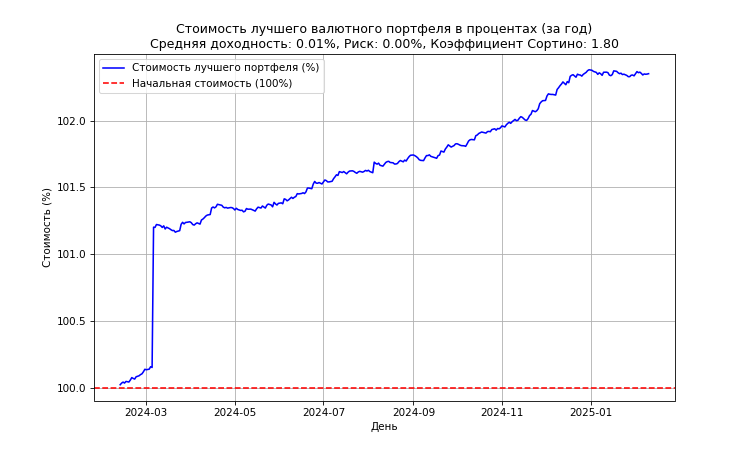 Стоимость лучшего валютного портфеля в процентах (за год)
Средняя доходность: 0.01%, Риск: 0.00%, Коэффициент Сортино: 1.80
Стоимость лучшего портфеля (%)
Начальная стоимость (100%)
Стоимость (%)
102.0
101.5
101.0
100.5
100.0
2024-03
2024-05
2024-07
2024-09
2024-11
2025-01
День